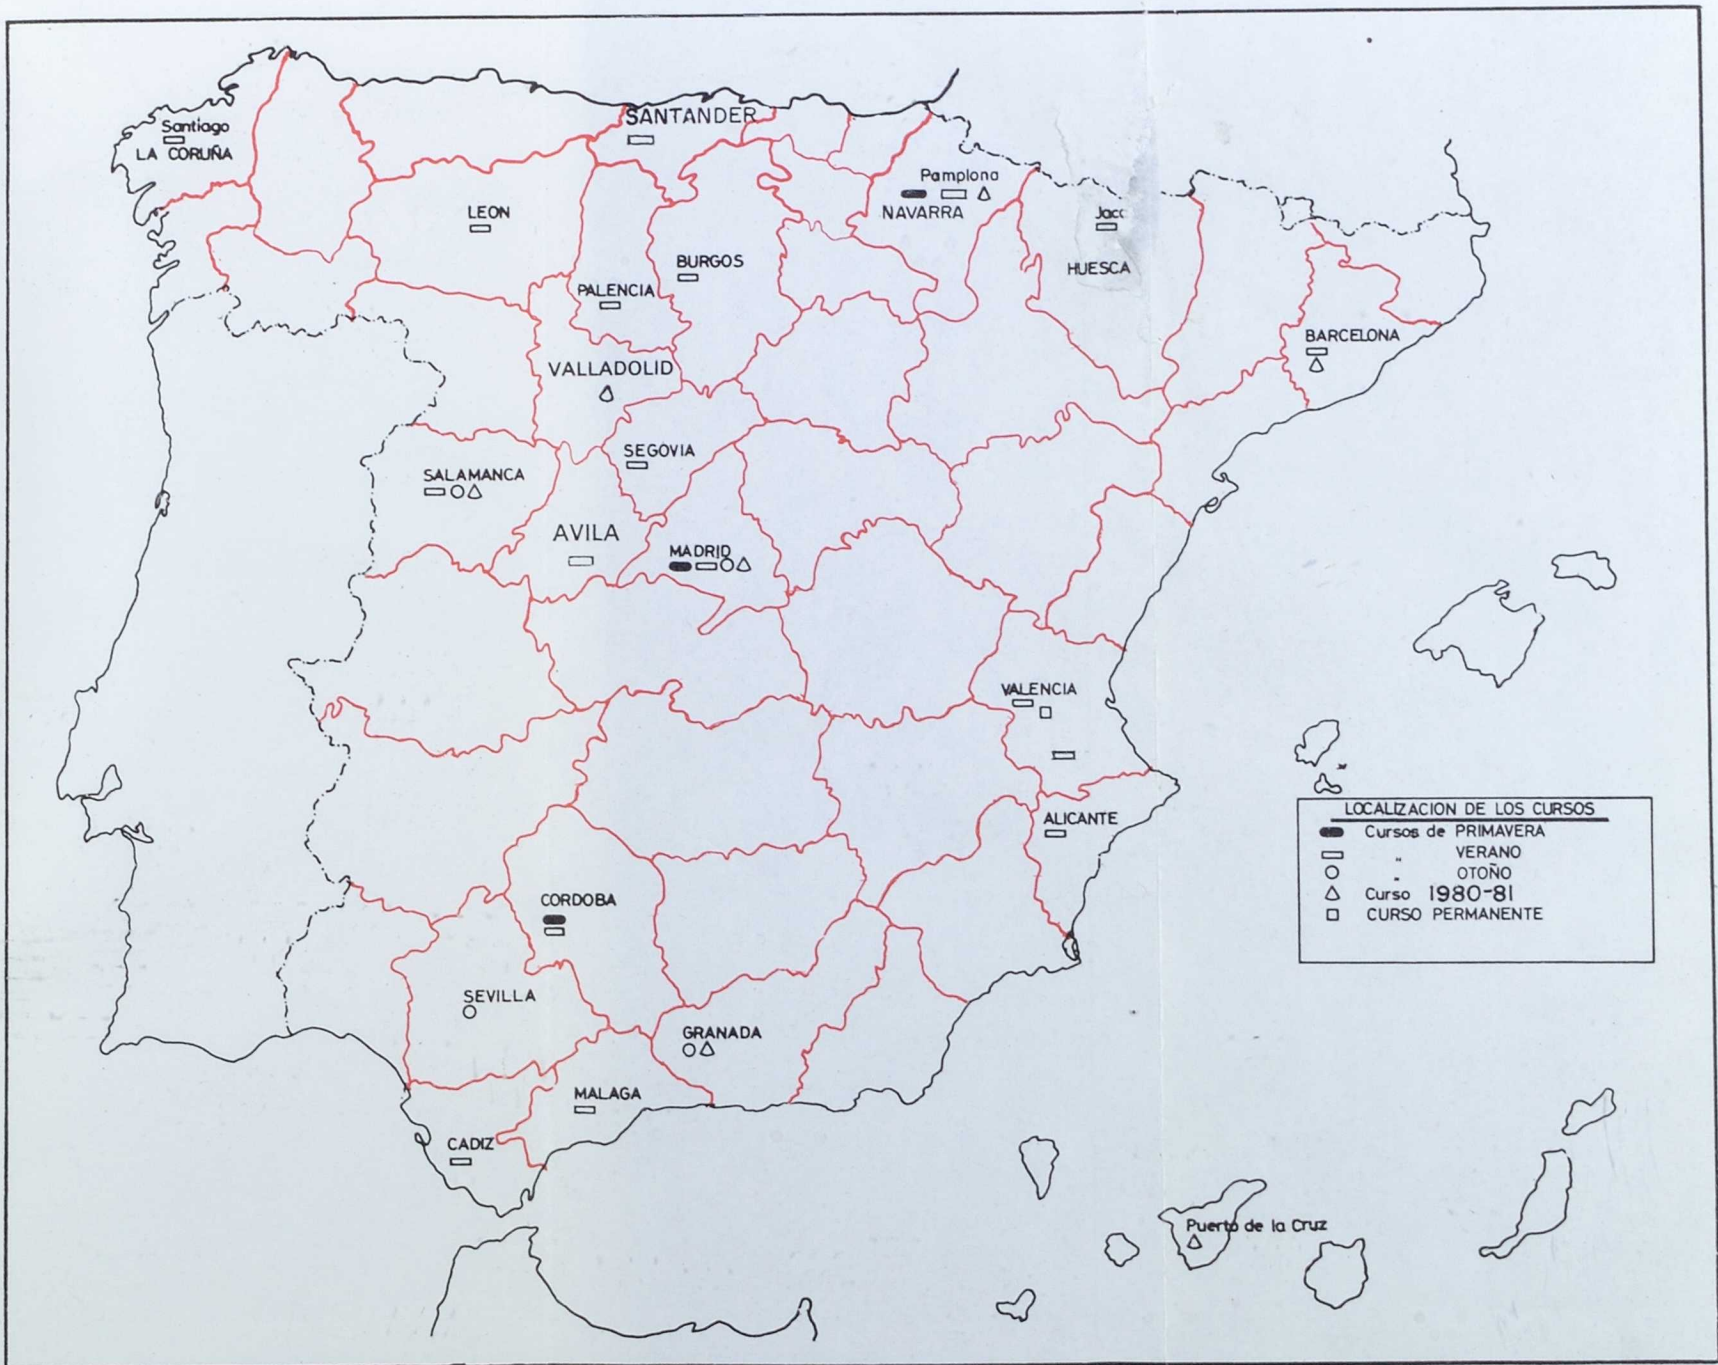 Santiago
LA CORUÑA
SANTANDER
Pamplona
NAVARRA
LEON
Jaca
HUESCA
BURGOS
PALENCIA
BARCELONA
VALLADOLID
SEGOVIA
SALAMANCA
AVILA
MADRID
VALENCIA
ALICANTE
CORDOBA
SEVILLA
GRANADA
MALAGA
CADIZ
Puerto de la Cruz
LOCALIZACION DE LOS CURSOS
Cursos de PRIMAVERA
" VERANO
" OTOÑO
Curso 1980-81
CURSO PERMANENTE